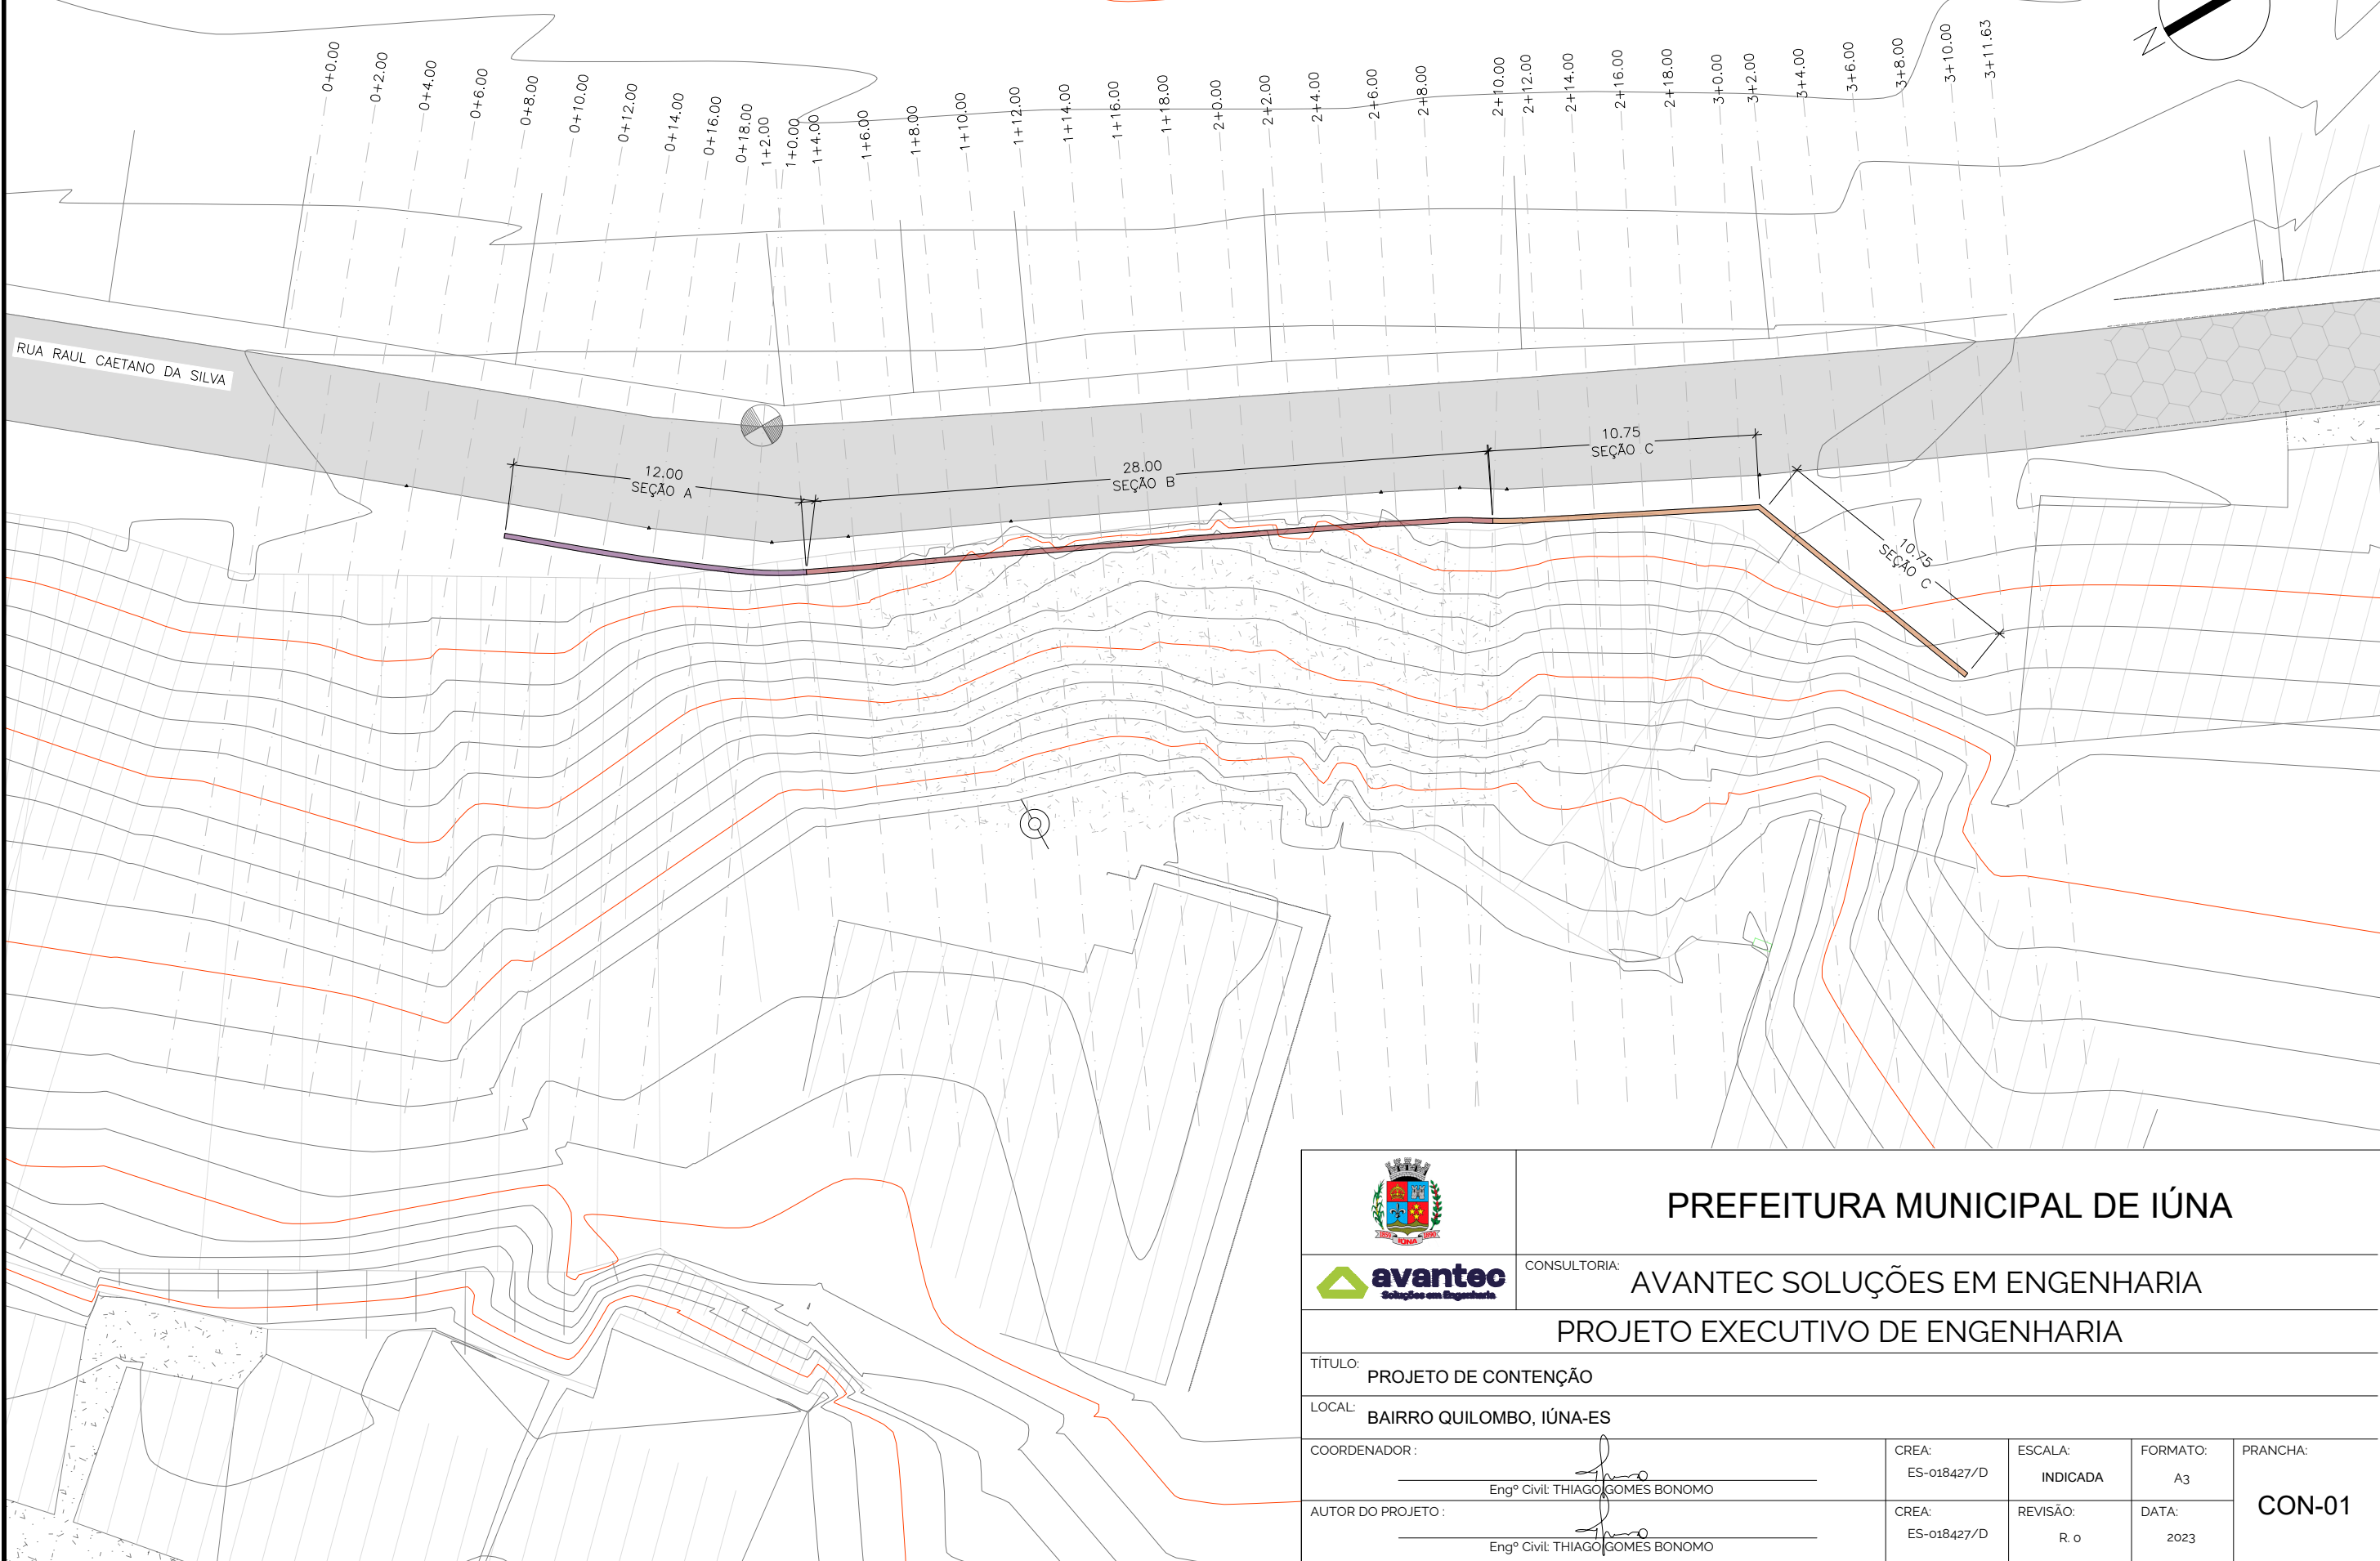 0+0.00
0+2.00
0+4.00
0+6.00
0+8.00
0+10.00
0+12.00
0+14.00
0+16.00
0+18.00
1+2.00
1+0.00
1+4.00
1+6.00
1+8.00
1+10.00
1+12.00
1+14.00
1+16.00
1+18.00
2+0.00
2+2.00
2+4.00
2+6.00
2+8.00
2+10.00
2+12.00
2+14.00
2+16.00
2+18.00
3+0.00
3+2.00
3+4.00
3+6.00
3+8.00
3+10.00
3+11.63
N
RUA RAUL CAETANO DA SILVA
12.00
SEÇÃO A
28.00
SEÇÃO B
10.75
SEÇÃO C
10.75
SEÇÃO C
PREFEITURA MUNICIPAL DE IÚNA
IÚNA
avantec
Soluções em Engenharia
CONSULTORIA: AVANTEC SOLUÇÕES EM ENGENHARIA
PROJETO EXECUTIVO DE ENGENHARIA
TÍTULO: PROJETO DE CONTENÇÃO
LOCAL: BAIRRO QUILOMBO, IÚNA-ES
COORDENADOR :
Engº Civil: THIAGO GOMES BONOMO
CREA:
ES-018427/D
ESCALA:
INDICADA
FORMATO:
A3
PRANCHA:
CON-01
AUTOR DO PROJETO :
Engº Civil: THIAGO GOMES BONOMO
CREA:
ES-018427/D
REVISÃO:
R. 0
DATA:
2023